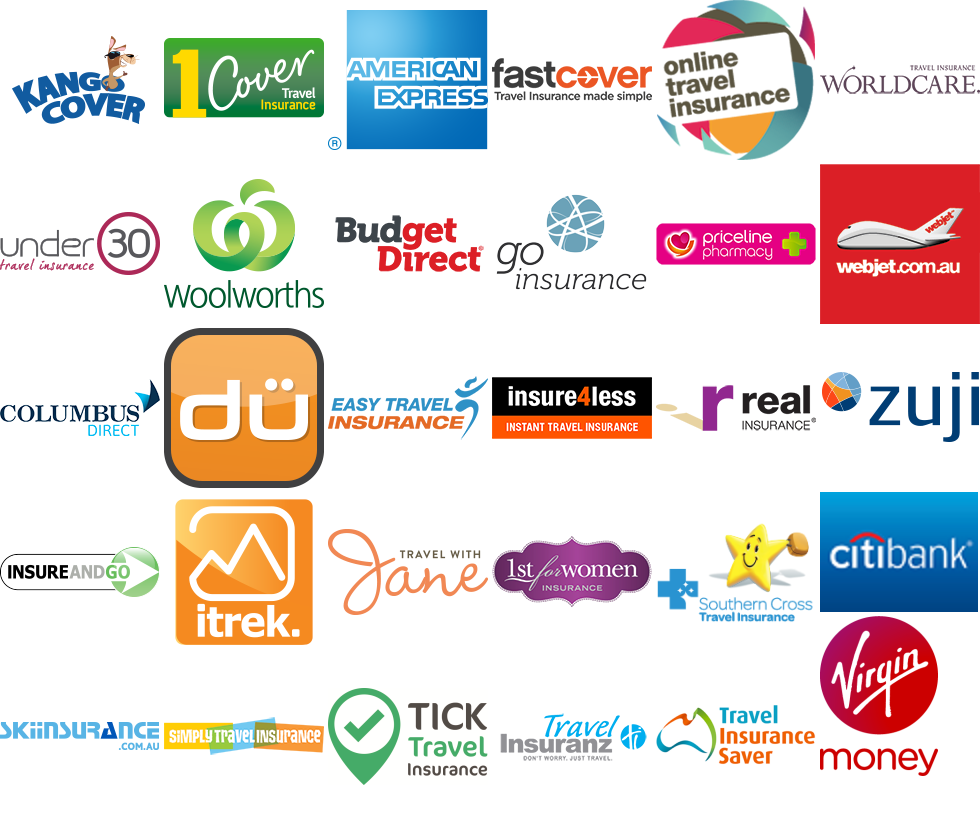 KANGO
COVER
1Cover
Travel
Insurance
AMERICAN
EXPRESS
®
fastcover
Travel Insurance made simple
online
travel
insurance
TRAVEL INSURANCE
WORLDCARE.
under 30
travel insurance
Woolworths
Budget
Direct®
go
insurance
priceline
pharmacy
webjet
webjet.com.au
COLUMBUS
DIRECT
dü
EASY TRAVEL
INSURANCE
insure4less
INSTANT TRAVEL INSURANCE
r real
INSURANCE®
zuji
INSUREANDGO
itrek.
TRAVEL WITH
Jane
1st for women
INSURANCE
Southern Cross
Travel Insurance
citibank®
SKIINSURANCE
.COM.AU
SIMPLY TRAVEL INSURANCE
TICK
Travel
Insurance
Travel
Insuranz
DON'T WORRY. JUST TRAVEL.
Travel
Insurance
Saver
Virgin
money